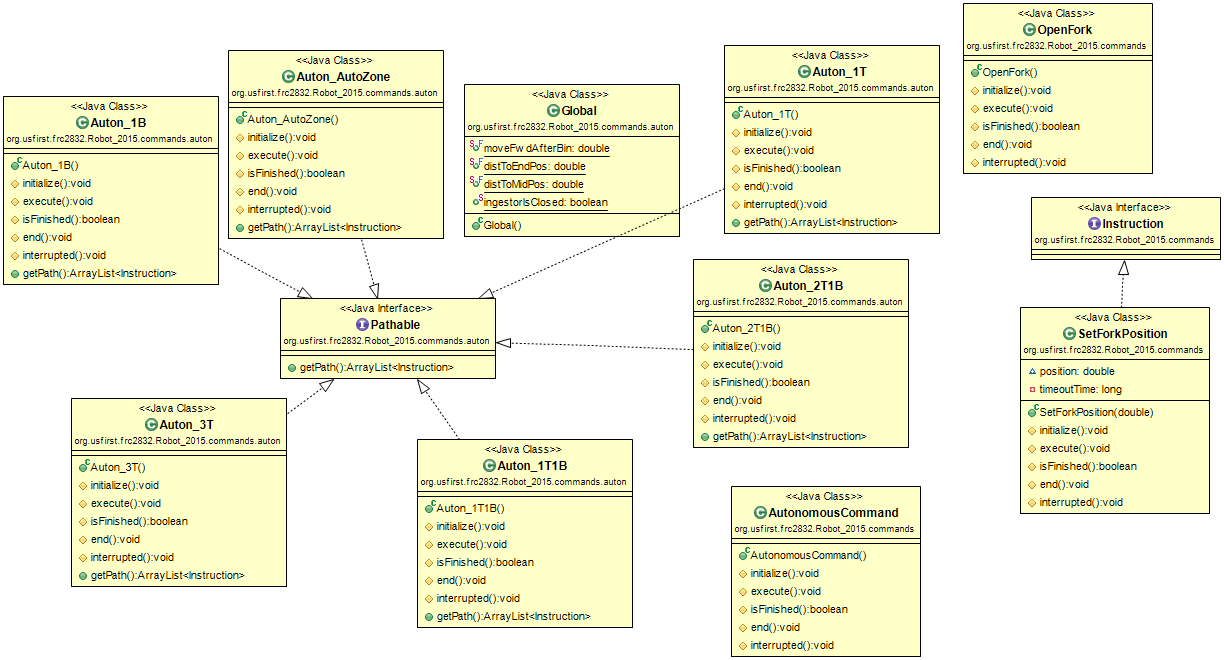 <<Java Class>>
OpenFork
org.usfirst.frc2832.Robot_2015.commands
OpenFork()
initialize():void
execute():void
isFinished():boolean
end():void
interrupted():void
<<Java Class>>
Auton_1T
org.usfirst.frc2832.Robot_2015.commands.auton
Auton_1T()
initialize():void
execute():void
isFinished():boolean
end():void
interrupted():void
getPath():ArrayList<Instruction>
<<Java Class>>
Auton_AutoZone
org.usfirst.frc2832.Robot_2015.commands.auton
Auton_AutoZone()
initialize():void
execute():void
isFinished():boolean
end():void
interrupted():void
getPath():ArrayList<Instruction>
<<Java Class>>
Global
org.usfirst.frc2832.Robot_2015.commands.auton
moveFwdAfterBin: double
distToEndPos: double
distToMidPos: double
ingestorIsClosed: boolean
Global()
<<Java Class>>
Auton_1B
org.usfirst.frc2832.Robot_2015.commands.auton
Auton_1B()
initialize():void
execute():void
isFinished():boolean
end():void
interrupted():void
getPath():ArrayList<Instruction>
<<Java Interface>>
Instruction
org.usfirst.frc2832.Robot_2015.commands
<<Java Class>>
Auton_2T1B
org.usfirst.frc2832.Robot_2015.commands.auton
Auton_2T1B()
initialize():void
execute():void
isFinished():boolean
end():void
interrupted():void
getPath():ArrayList<Instruction>
<<Java Interface>>
Pathable
org.usfirst.frc2832.Robot_2015.commands.auton
getPath():ArrayList<Instruction>
<<Java Class>>
SetForkPosition
org.usfirst.frc2832.Robot_2015.commands
position: double
timeoutTime: long
SetForkPosition(double)
initialize():void
execute():void
isFinished():boolean
end():void
interrupted():void
<<Java Class>>
Auton_3T
org.usfirst.frc2832.Robot_2015.commands.auton
Auton_3T()
initialize():void
execute():void
isFinished():boolean
end():void
interrupted():void
getPath():ArrayList<Instruction>
<<Java Class>>
Auton_1T1B
org.usfirst.frc2832.Robot_2015.commands.auton
Auton_1T1B()
initialize():void
execute():void
isFinished():boolean
end():void
interrupted():void
getPath():ArrayList<Instruction>
<<Java Class>>
AutonomousCommand
org.usfirst.frc2832.Robot_2015.commands
AutonomousCommand()
initialize():void
execute():void
isFinished():boolean
end():void
interrupted():void